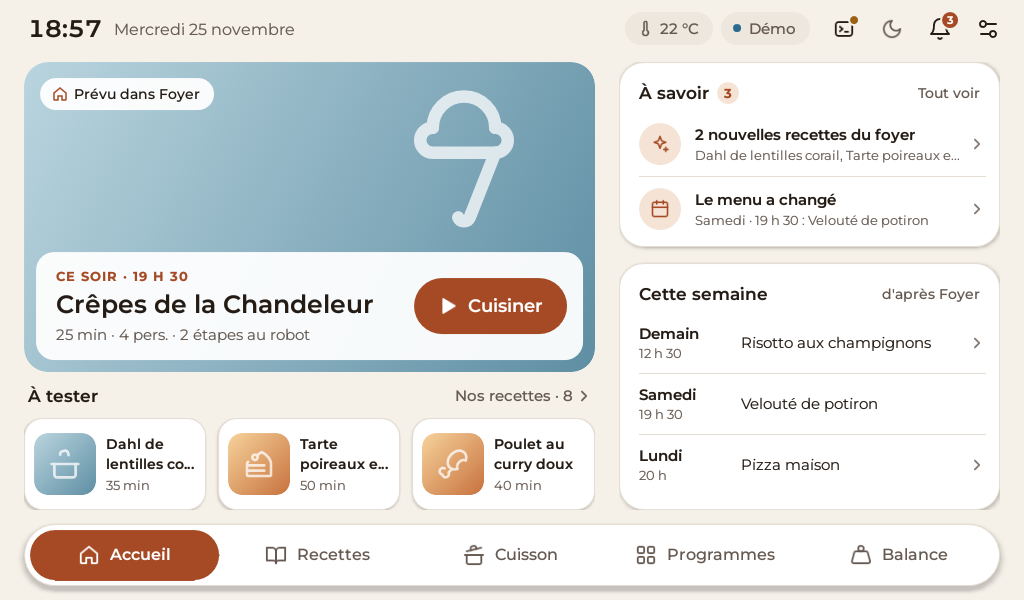 18:57 Mercredi 25 novembre
22 °C
Démo
3
Prévu dans Foyer
CE SOIR · 19 H 30
Crêpes de la Chandeleur
25 min · 4 pers. · 2 étapes au robot
Cuisiner
À tester
Nos recettes · 8
Dahl de
lentilles co...
35 min
Tarte
poireaux e...
50 min
Poulet au
curry doux
40 min
À savoir 3
Tout voir
2 nouvelles recettes du foyer
Dahl de lentilles corail, Tarte poireaux e...
Le menu a changé
Samedi · 19 h 30 : Velouté de potiron
Cette semaine
d'après Foyer
Demain
12 h 30
Risotto aux champignons
Samedi
19 h 30
Velouté de potiron
Lundi
20 h
Pizza maison
Accueil
Recettes
Cuisson
Programmes
Balance